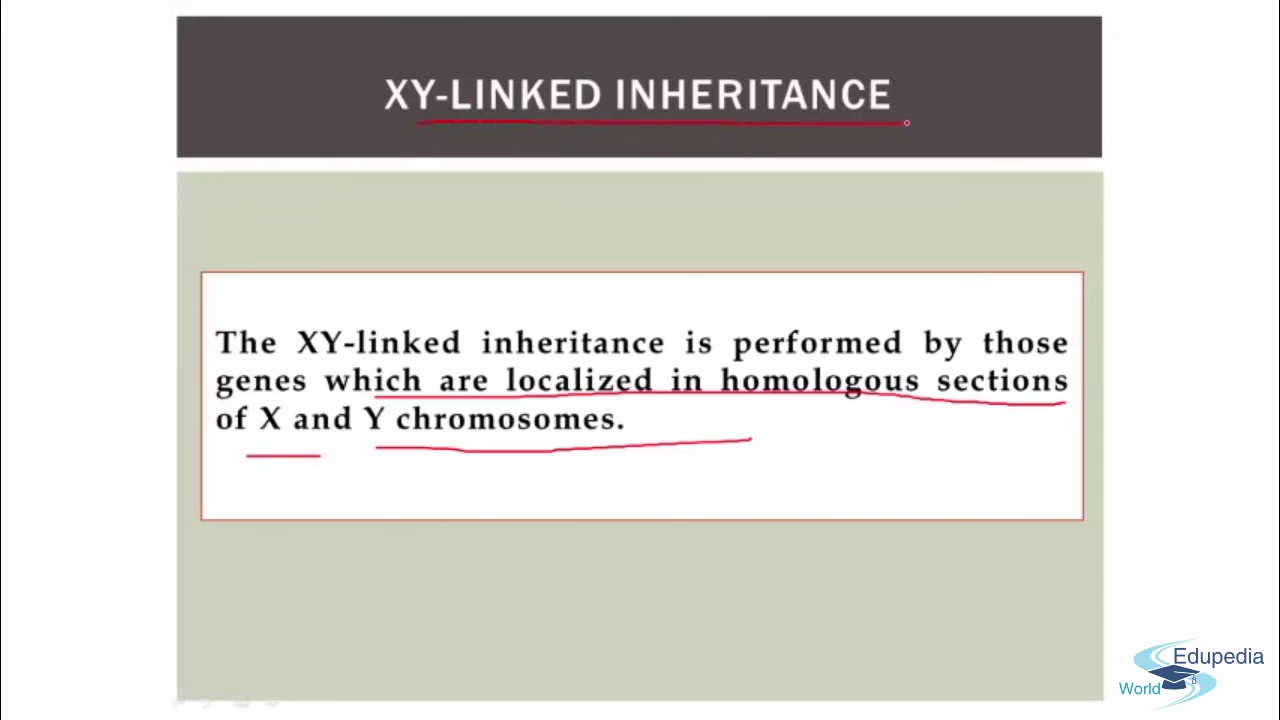 XY-LINKED INHERITANCE
The XY-linked inheritance is performed by those
genes which are localized in homologous sections
of X and Y chromosomes.
Edupedia
World